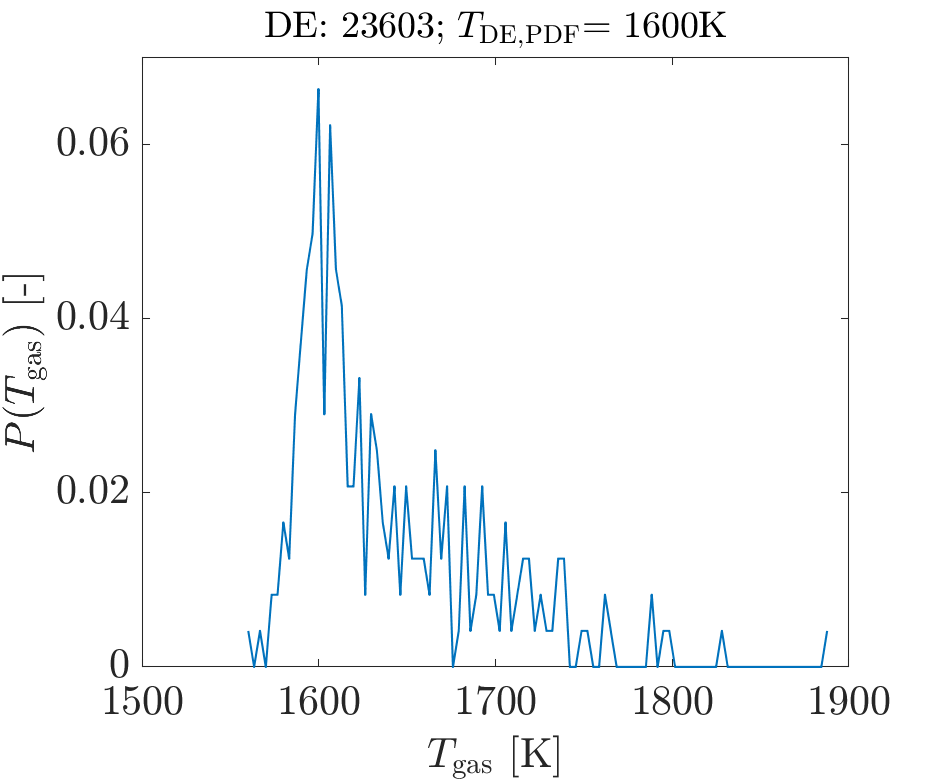 DE: 23603; T_DE,PDF= 1600K
0.06
0.04
0.02
0
P(T_gas) [-]
1500 1600 1700 1800 1900
T_gas [K]